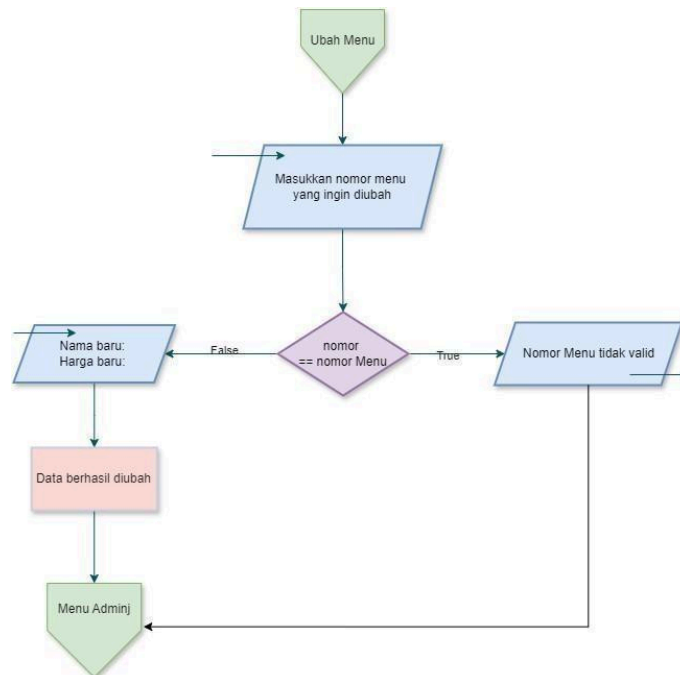 Ubah Menu
Masukkan nomor menu
yang ingin diubah
Nama baru:
Harga baru:
False
nomor
== nomor Menu
True
Nomor Menu tidak valid
Data berhasil diubah
Menu Adminj